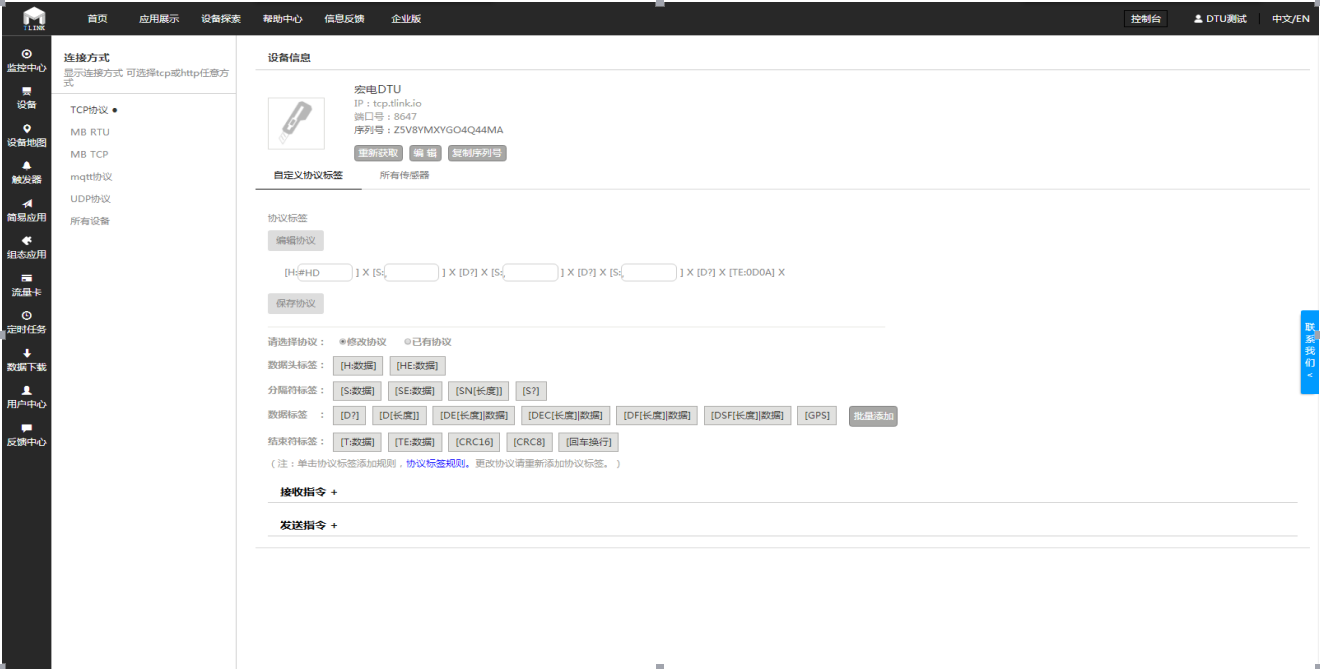 TLINK
首页 应用展示 设备探索 帮助中心 信息反馈 企业版 控制台 DTU测试 中文/EN
监控中心
设备
设备地图
触发器
简易应用
组态应用
流量卡
定时任务
数据下载
用户中心
反馈中心
连接方式
显示连接方式 可选择tcp或http任意方
式
TCP协议
MB RTU
MB TCP
mqtt协议
UDP协议
所有设备
设备信息
宏电DTU
IP：tcp.tlink.io
端口号：8647
序列号：Z5V8YMXYGO4Q44MA
重新获取 编 辑 复制序列号
自定义协议标签 所有传感器
协议标签
编辑协议
[H:#HD ] X [S:, ] X [D?] X [S:, ] X [D?] X [S:, ] X [D?] X [TE:0D0A] X
保存协议
请选择协议： 修改协议 已有协议
数据头标签： [H:数据] [HE:数据]
分隔符标签： [S:数据] [SE:数据] [SN[长度]] [S?]
数据标签 ： [D?] [D[长度]] [DE[长度]|数据] [DEC[长度]|数据] [DF[长度]|数据] [DSF[长度]|数据] [GPS] 批量添加
结束符标签： [T:数据] [TE:数据] [CRC16] [CRC8] [回车换行]
（注：单击协议标签添加规则，协议标签规则。更改协议请重新添加协议标签。）
接收指令 +
发送指令 +
联
系
我
们
<